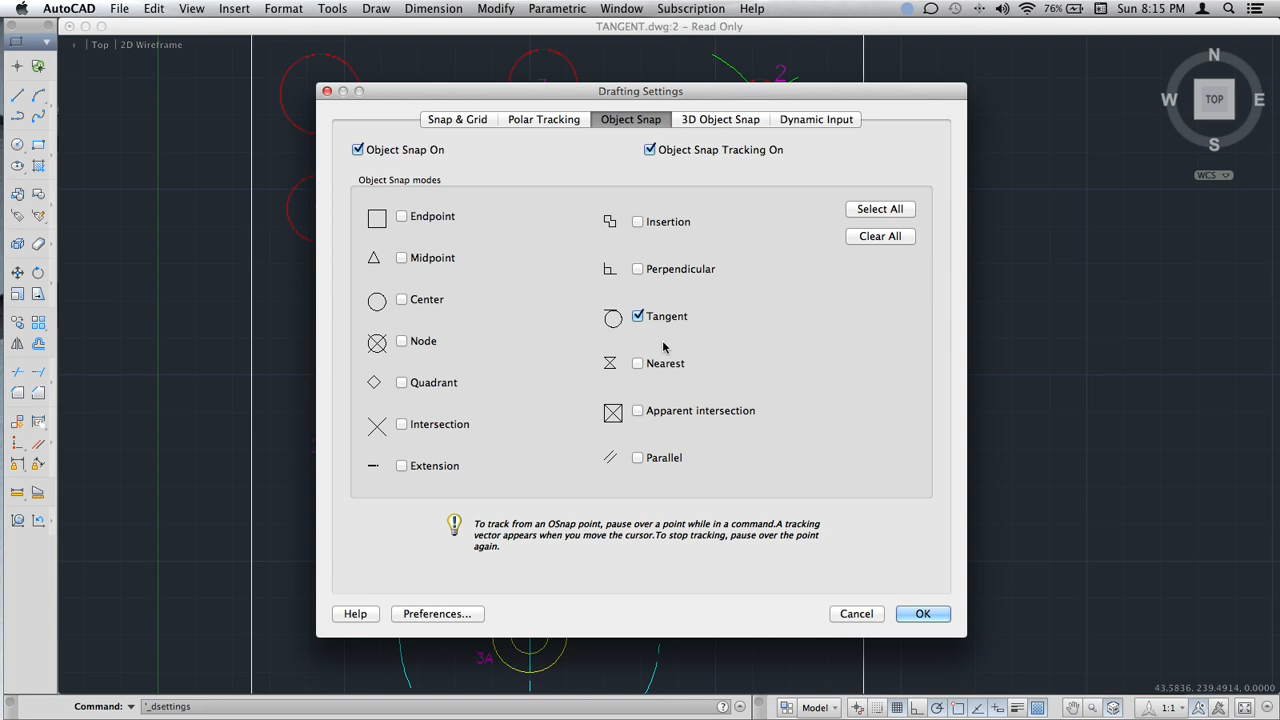 AutoCAD File Edit View Insert Format Tools Draw Dimension Modify Parametric Window Subscription Help 76% Sun 8:15 PM
TANGENT.dwg:2 – Read Only
Top 2D Wireframe
2
N
W TOP E
S
WCS
Drafting Settings
Snap & Grid Polar Tracking Object Snap 3D Object Snap Dynamic Input
Object Snap On Object Snap Tracking On
Object Snap modes
Endpoint
Midpoint
Center
Node
Quadrant
Intersection
Extension
Insertion
Perpendicular
Tangent
Nearest
Apparent intersection
Parallel
Select All
Clear All
To track from an OSnap point, pause over a point while in a command.A tracking
vector appears when you move the cursor.To stop tracking, pause over the point
again.
Help Preferences... Cancel OK
3A
43.5836, 239.4914, 0.0000
Command: '_dsettings ? Model 1:1